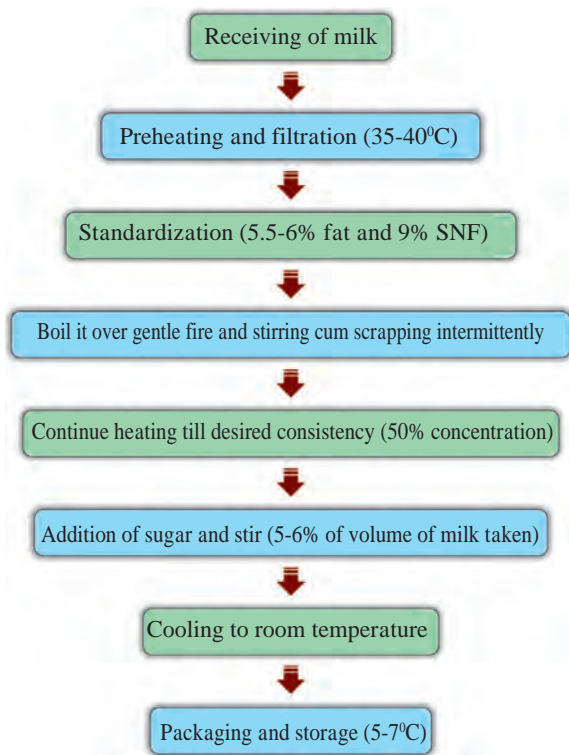 Receiving of milk
Preheating and filtration (35-40⁰C)
Standardization (5.5-6% fat and 9% SNF)
Boil it over gentle fire and stirring cum scrapping intermittently
Continue heating till desired consistency (50% concentration)
Addition of sugar and stir (5-6% of volume of milk taken)
Cooling to room temperature
Packaging and storage (5-7⁰C)